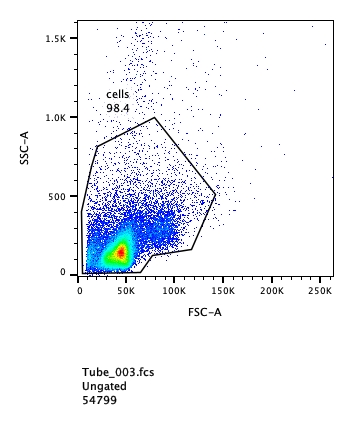 1.5K
cells
98.4
1.0K
SSC-A
500
0
0 50K 100K 150K 200K 250K
FSC-A
Tube_003.fcs
Ungated
54799